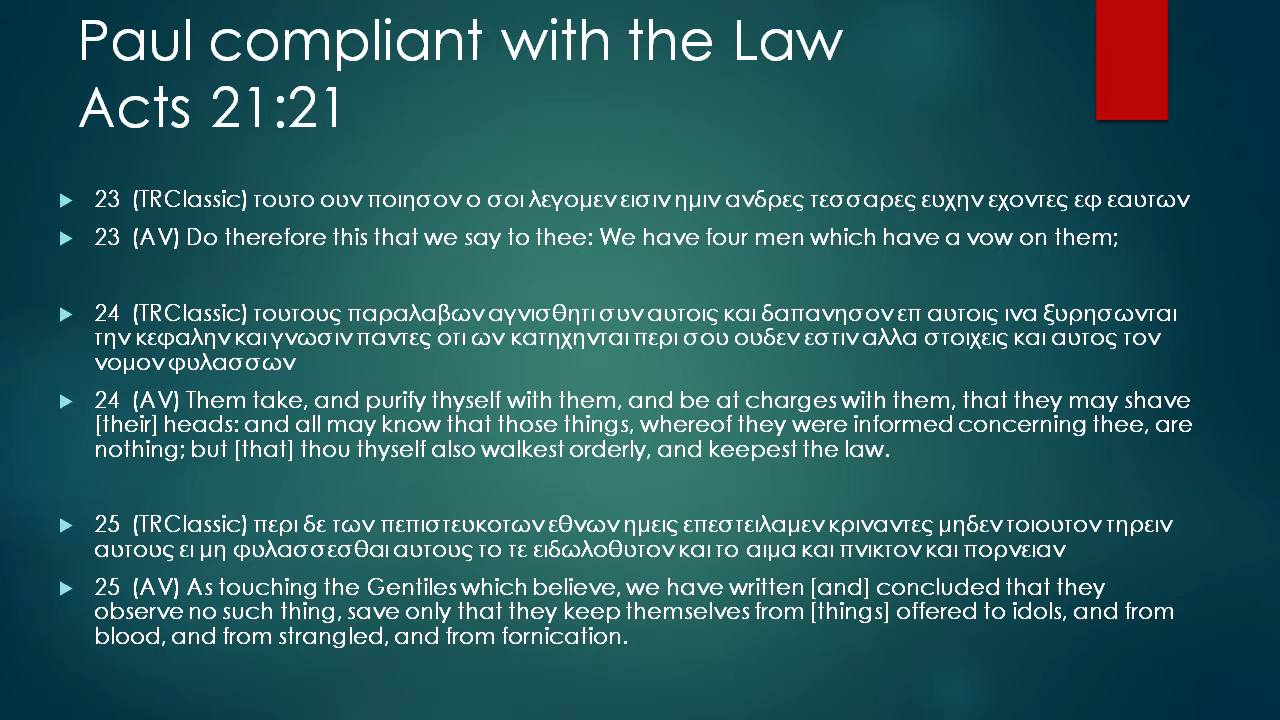 Paul compliant with the Law
Acts 21:21
23 (TRClassic) τουτο ουν ποιησον ο σοι λεγομεν εισιν ημιν ανδρες τεσσαρες ευχην εχοντες εφ εαυτων
23 (AV) Do therefore this that we say to thee: We have four men which have a vow on them;
24 (TRClassic) τουτους παραλαβων αγνισθητι συν αυτοις και δαπανησον επ αυτοις ινα ξυρησωνται
την κεφαλην και γνωσιν παντες οτι ων κατηχηνται περι σου ουδεν εστιν αλλα στοιχεις και αυτος τον
νομον φυλασσων
24 (AV) Them take, and purify thyself with them, and be at charges with them, that they may shave
[their] heads: and all may know that those things, whereof they were informed concerning thee, are
nothing; but [that] thou thyself also walkest orderly, and keepest the law.
25 (TRClassic) περι δε των πεπιστευκοτων εθνων ημεις επεστειλαμεν κριναντες μηδεν τοιουτον τηρειν
αυτους ει μη φυλασσεσθαι αυτους το τε ειδωλοθυτον και το αιμα και πνικτον και πορνειαν
25 (AV) As touching the Gentiles which believe, we have written [and] concluded that they
observe no such thing, save only that they keep themselves from [things] offered to idols, and from
blood, and from strangled, and from fornication.